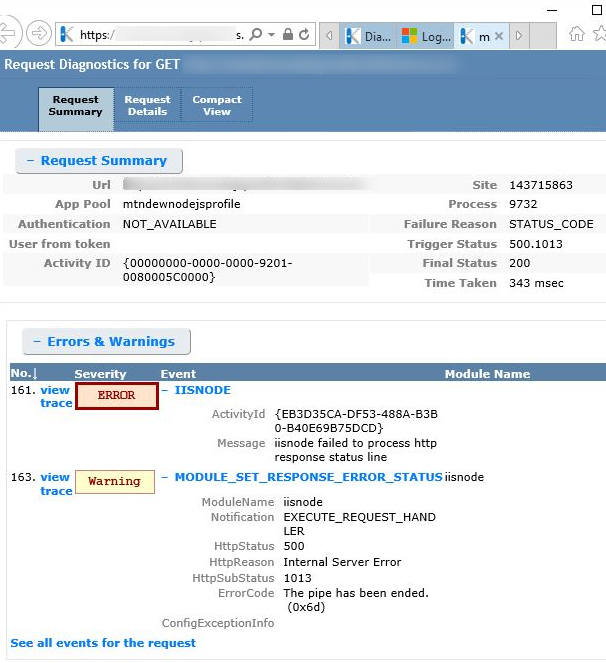 https:/ s.
Dia...
Log...
m
Request Diagnostics for GET
Request Summary
Request Details
Compact View
− Request Summary
Url
Site 143715863
App Pool mtndewnodejsprofile
Process 9732
Authentication NOT_AVAILABLE
Failure Reason STATUS_CODE
User from token
Trigger Status 500.1013
Activity ID {00000000-0000-0000-9201-
0080005C0000}
Final Status 200
Time Taken 343 msec
− Errors & Warnings
No.↓ Severity Event Module Name
161. view trace ERROR − IISNODE
ActivityId {EB3D35CA-DF53-488A-B3B
0-B40E69B75DCD}
Message iisnode failed to process http
response status line
163. view trace Warning − MODULE_SET_RESPONSE_ERROR_STATUS iisnode
ModuleName iisnode
Notification EXECUTE_REQUEST_HAND
LER
HttpStatus 500
HttpReason Internal Server Error
HttpSubStatus 1013
ErrorCode The pipe has been ended.
(0x6d)
ConfigExceptionInfo
See all events for the request